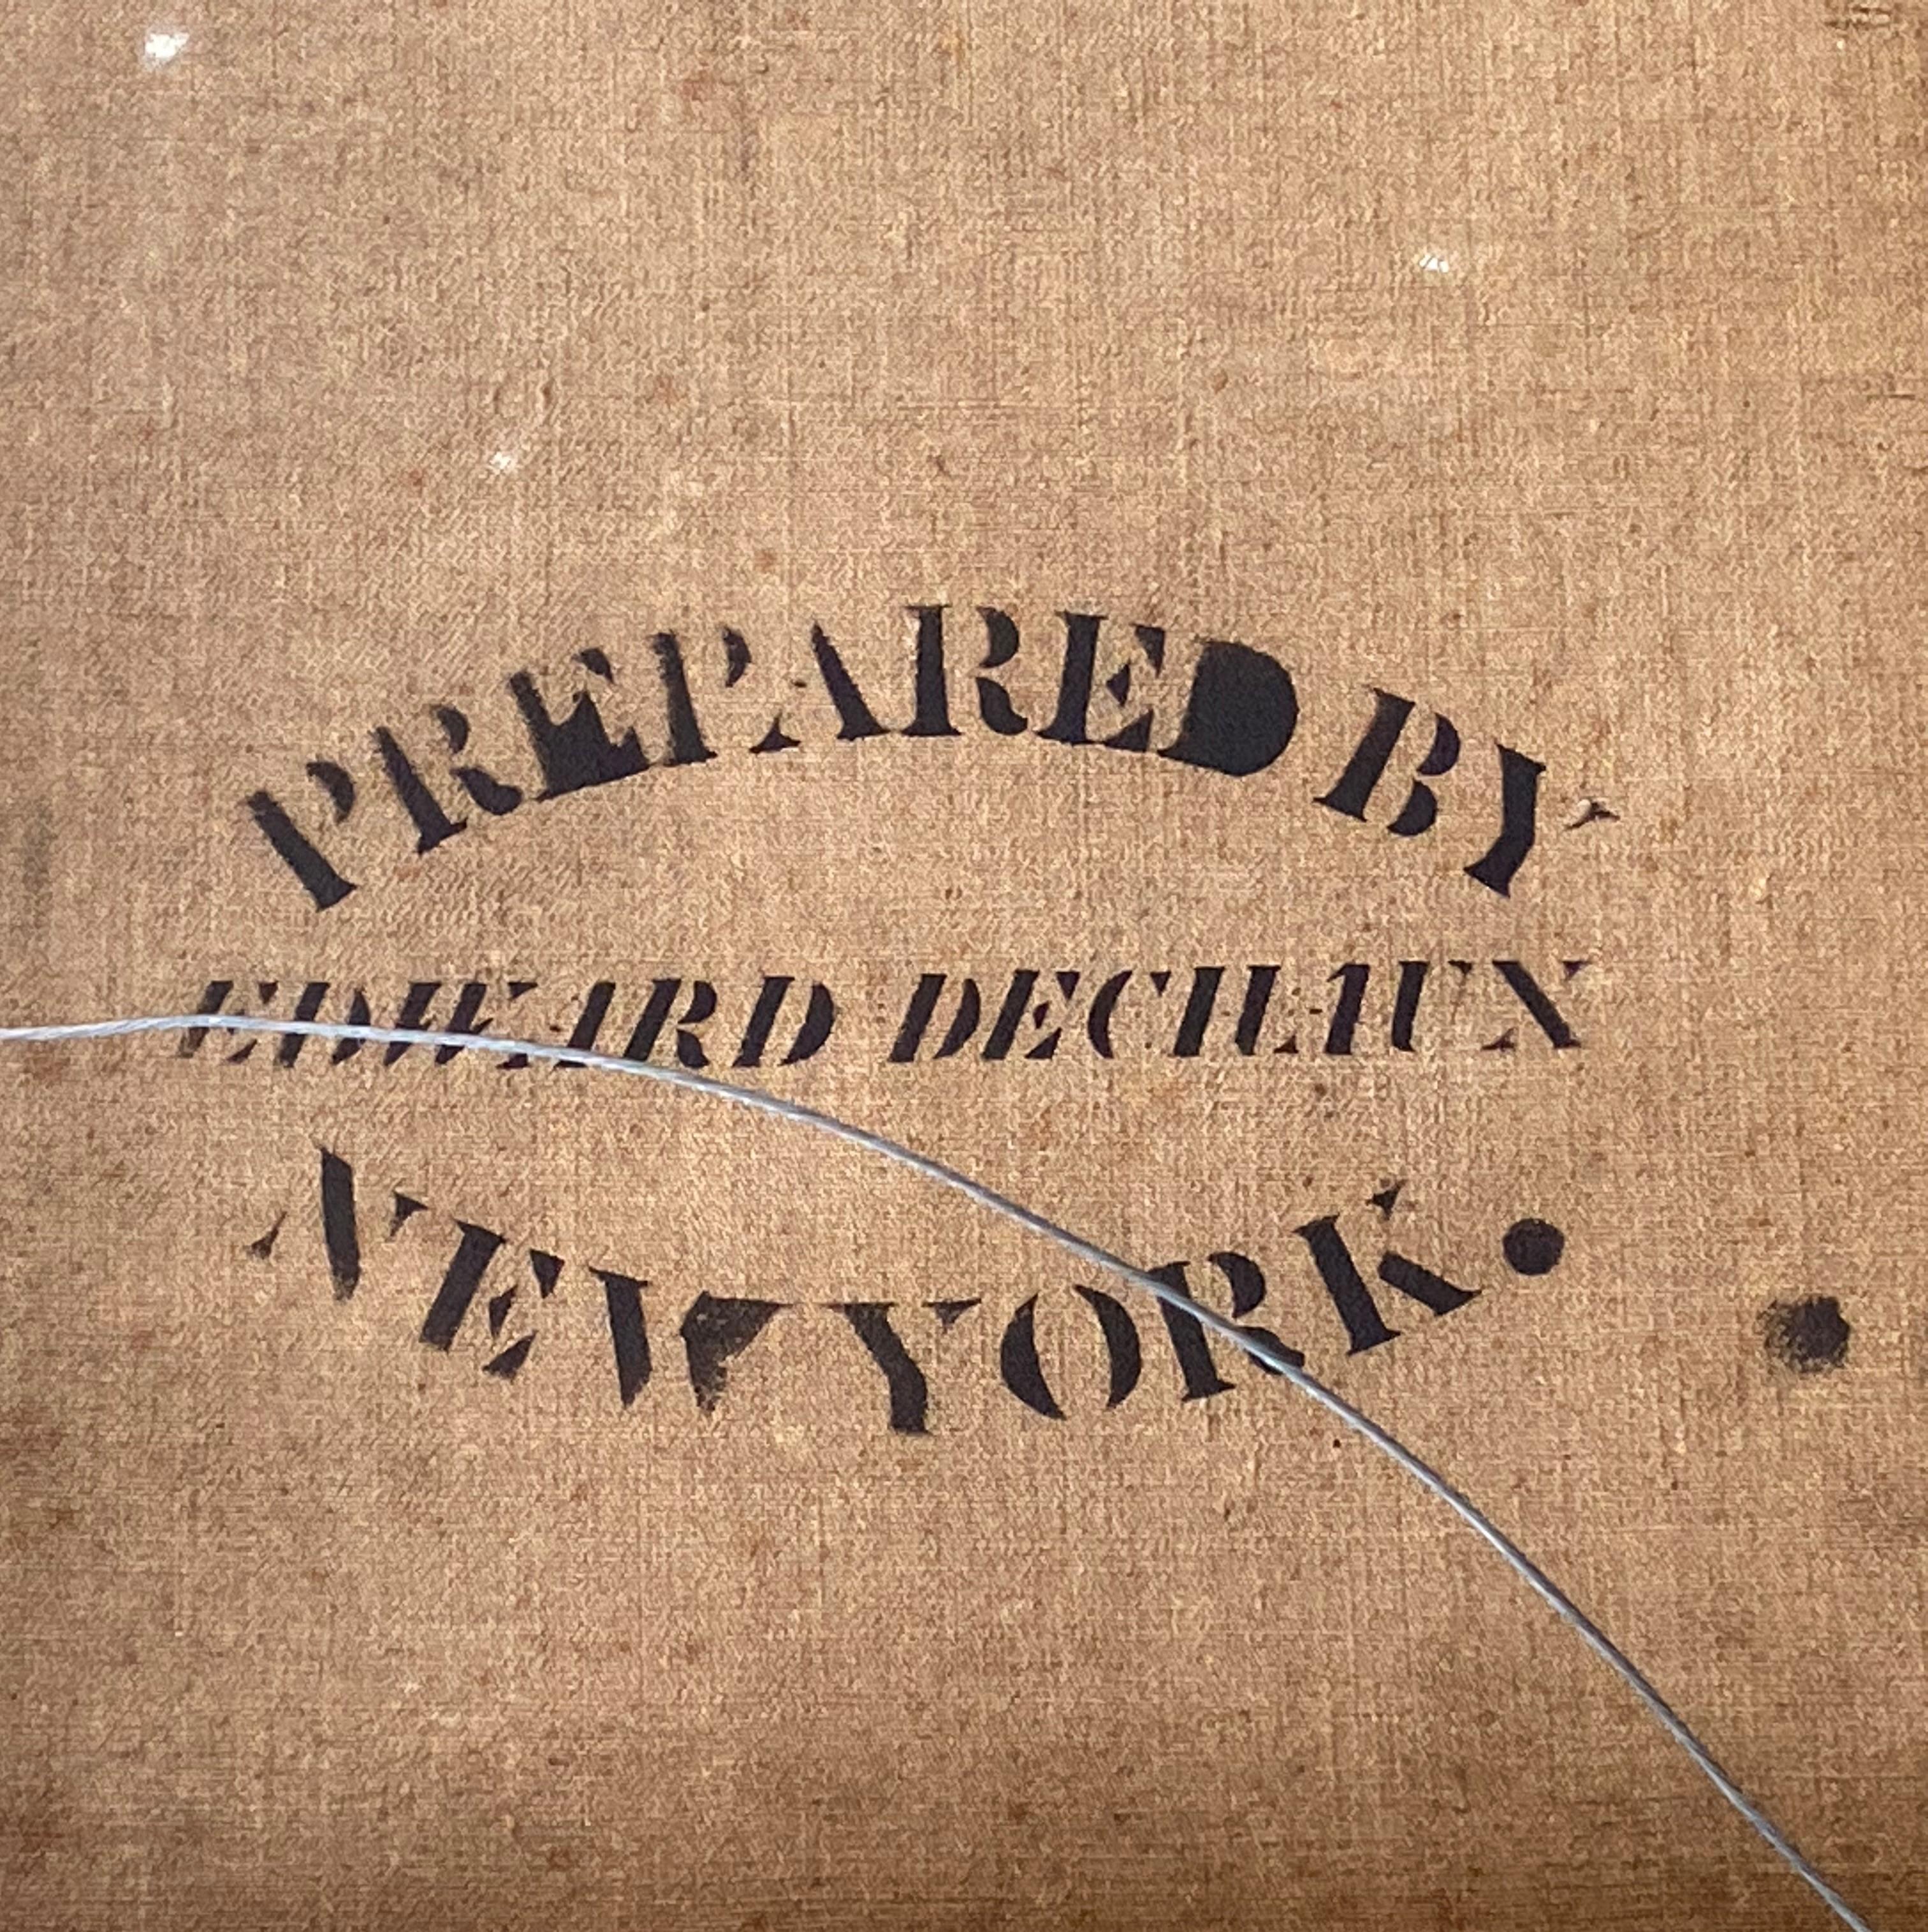 PREPARED BY
EDWARD DECHAUX
NEW YORK.